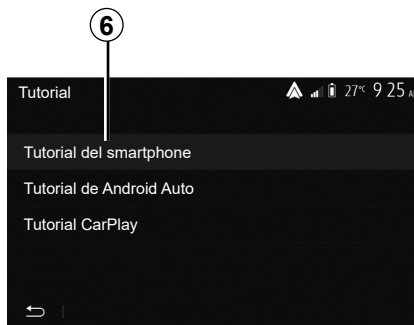 6
Tutorial
27°C 9 25
Tutorial del smartphone
Tutorial de Android Auto
Tutorial CarPlay